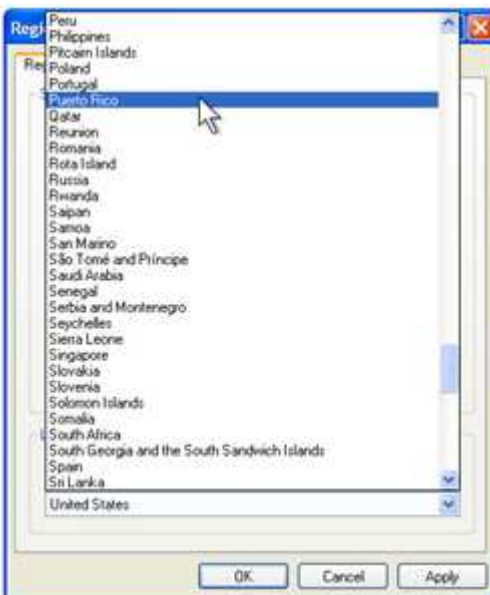 Regi
Peru
Philippines
Pitcairn Islands
Reg
Poland
Portugal
Puerto Rico
Qatar
Reunion
Romania
Rota Island
Russia
Rwanda
Saipan
Samoa
San Marino
São Tomé and Príncipe
Saudi Arabia
Senegal
Serbia and Montenegro
Seychelles
Sierra Leone
Singapore
Slovakia
Slovenia
Solomon Islands
Somalia
South Africa
South Georgia and the South Sandwich Islands
Spain
Sri Lanka
United States
OK
Cancel
Apply